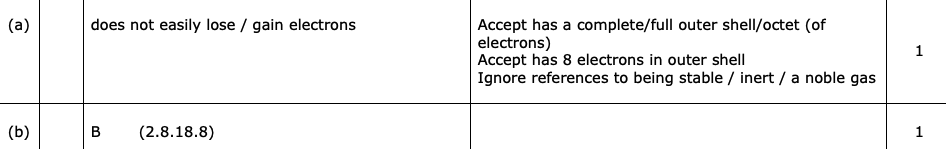 (a) does not easily lose / gain electrons Accept has a complete/full outer shell/octet (of
electrons)
1
Accept has 8 electrons in outer shell
Ignore references to being stable / inert / a noble gas
(b) B (2.8.18.8) 1